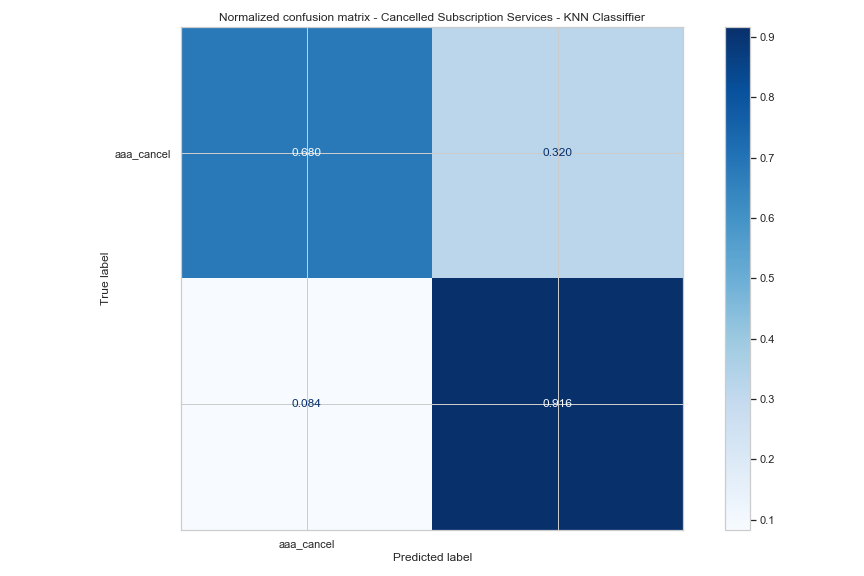 Normalized confusion matrix - Cancelled Subscription Services - KNN Classiffier
aaa_cancel
0.680
0.320
0.084
0.916
True label
aaa_cancel
Predicted label
0.9
0.8
0.7
0.6
0.5
0.4
0.3
0.2
0.1